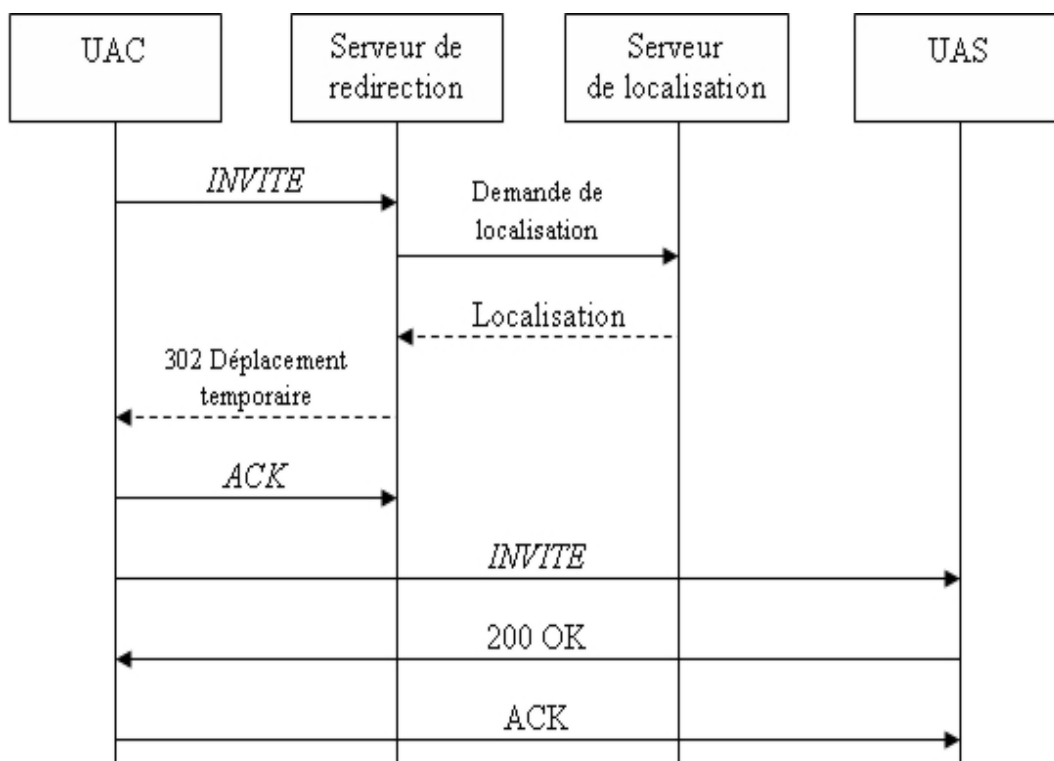 UAC
Serveur de
redirection
Serveur
de localisation
UAS
INVITE
Demande de
localisation
Localisation
302 Déplacement
temporaire
ACK
INVITE
200 OK
ACK